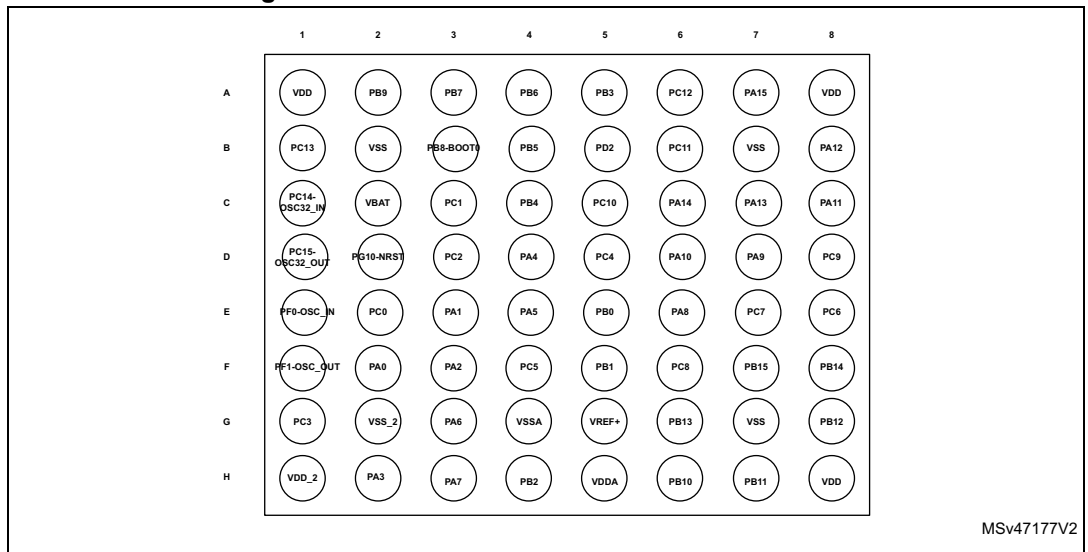 1 2 3 4 5 6 7 8
A VDD PB9 PB7 PB6 PB3 PC12 PA15 VDD
B PC13 VSS PB8-BOOT0 PB5 PD2 PC11 VSS PA12
C PC14-OSC32_IN VBAT PC1 PB4 PC10 PA14 PA13 PA11
D PC15-OSC32_OUT PG10-NRST PC2 PA4 PC4 PA10 PA9 PC9
E PF0-OSC_IN PC0 PA1 PA5 PB0 PA8 PC7 PC6
F PF1-OSC_OUT PA0 PA2 PC5 PB1 PC8 PB15 PB14
G PC3 VSS_2 PA6 VSSA VREF+ PB13 VSS PB12
H VDD_2 PA3 PA7 PB2 VDDA PB10 PB11 VDD
MSv47177V2